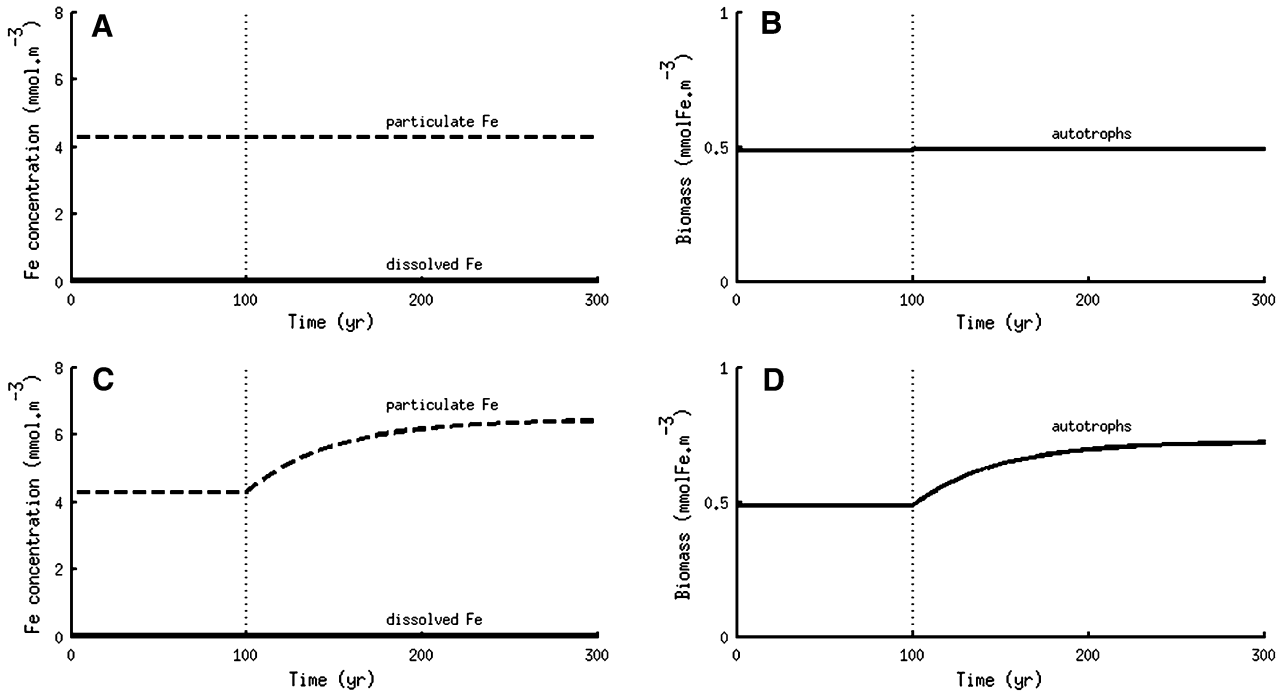 A
Fe concentration (mmol.m-3)
8
6
4
2
0
particulate Fe
dissolved Fe
0 100 200 300
Time (yr)
B
Biomass (mmolFe.m-3)
1
0.5
0
autotrophs
0 100 200 300
Time (yr)
C
Fe concentration (mmol.m-3)
8
6
4
2
0
particulate Fe
dissolved Fe
0 100 200 300
Time (yr)
D
Biomass (mmolFe.m-3)
1
0.5
0
autotrophs
0 100 200 300
Time (yr)